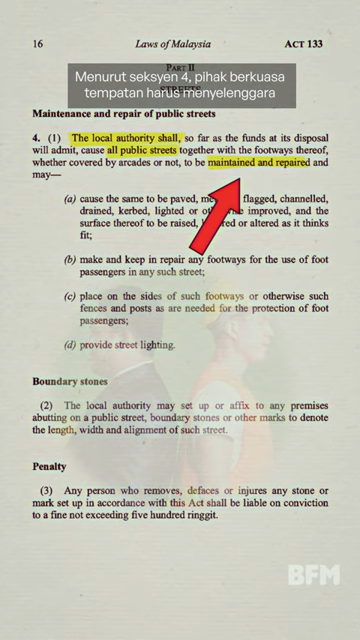 16 Laws of Malaysia ACT 133
PART II
Menurut seksyen 4, pihak berkuasa
tempatan harus menyelenggara
Maintenance and repair of public streets
4. (1) The local authority shall, so far as the funds at its disposal
will admit, cause all public streets together with the footways thereof,
whether covered by arcades or not, to be maintained and repaired and
may—
(a) cause the same to be paved, flagged, channelled,
drained, kerbed, lighted or improved, and the
surface thereof to be raised, or altered as it thinks
fit;
(b) make and keep in repair any footways for the use of foot
passengers in any such street;
(c) place on the sides of such footways or otherwise such
fences and posts as are needed for the protection of foot
passengers;
(d) provide street lighting.
Boundary stones
(2) The local authority may set up or affix to any premises
abutting on a public street, boundary stones or other marks to denote
the length, width and alignment of such street.
Penalty
(3) Any person who removes, defaces or injures any stone or
mark set up in accordance with this Act shall be liable on conviction
to a fine not exceeding five hundred ringgit.
BFM